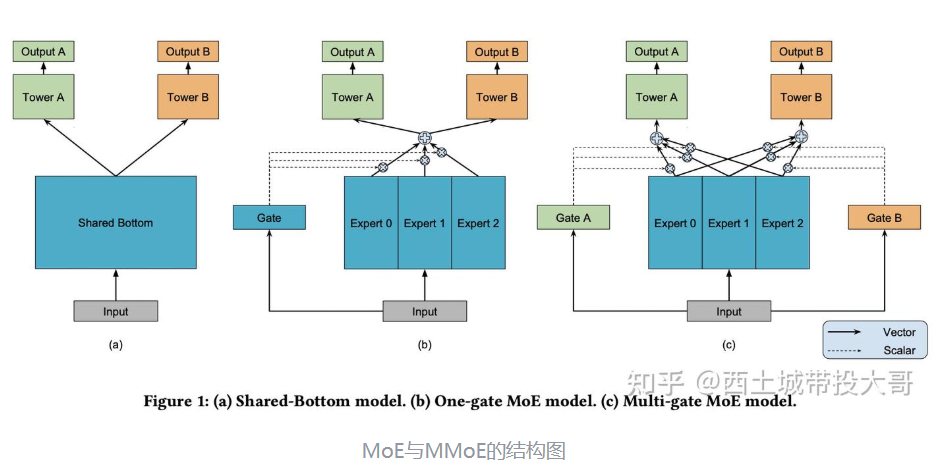 Output A
Output B
Tower A
Tower B
Shared Bottom
Input
(a)
Output A
Output B
Tower A
Tower B
Gate
Expert 0
Expert 1
Expert 2
Input
(b)
Output A
Output B
Tower A
Tower B
Gate A
Expert 0
Expert 1
Expert 2
Gate B
Input
(c)
Vector
Scalar
知乎 @西土城带投大哥
Figure 1: (a) Shared-Bottom model. (b) One-gate MoE model. (c) Multi-gate MoE model.
MoE与MMoE的结构图